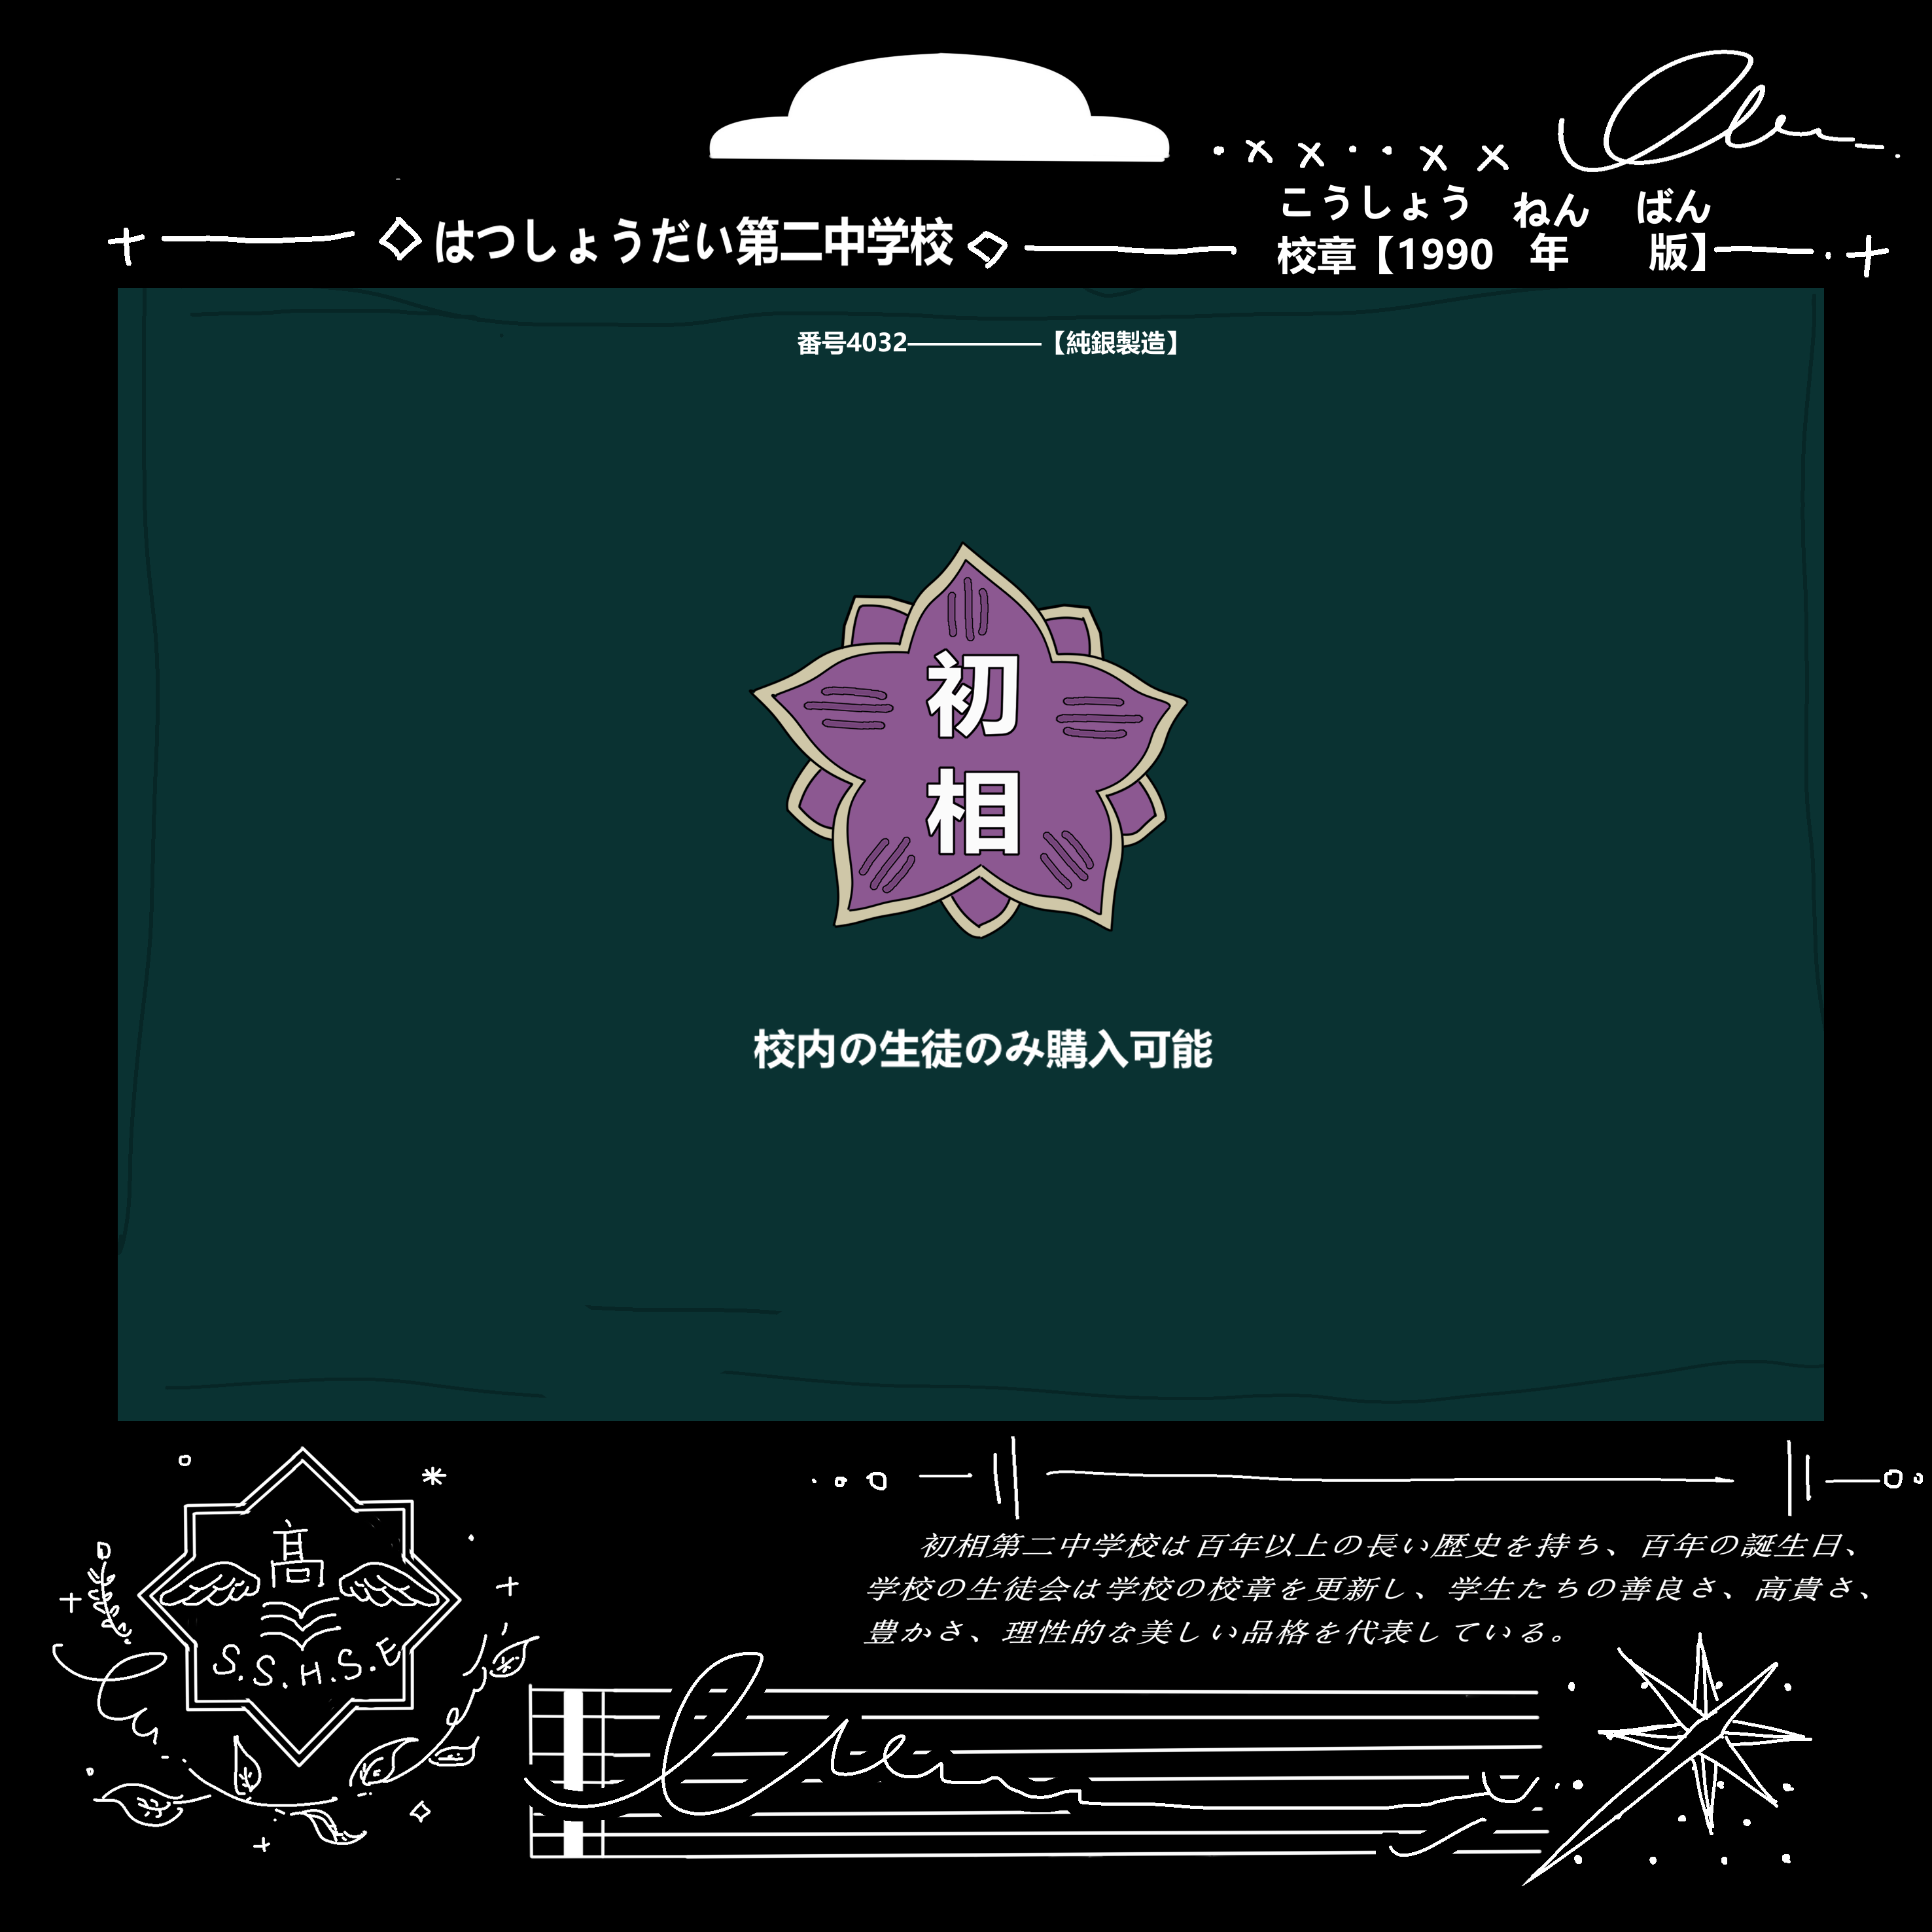 こうしょう ねん ばん
はつしょうだい第二中学校
校章【1990 年 版】
番号4032—————【純銀製造】
初
相
校内の生徒のみ購入可能
髙
S.S.H.S.E
初相第二中学校は百年以上の長い歴史を持ち、百年の誕生日、
学校の生徒会は学校の校章を更新し、学生たちの善良さ、高貴さ、
豊かさ、理性的な美しい品格を代表している。